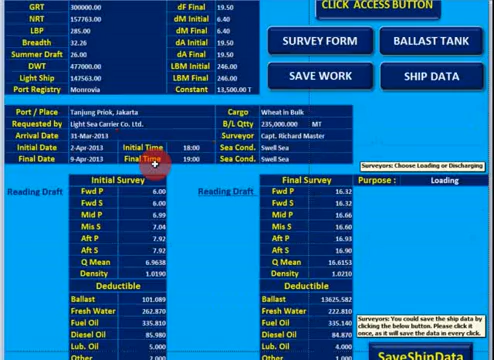 CLICK ACCESS BUTTON
GRT 300000.00 dF Final 19.50
NRT 157763.00 dM Initial 6.40
LBP 285.00 dM Final 6.40
Breadth 32.26 dA Initial 19.50
Summer Draft 26.00 dA Final 19.50
DWT 477000.00 LBM Initial 246.00
Light Ship 147563.00 LBM Final 246.00
Port Registry Monrovia Constant 13,500.00 T
SURVEY FORM BALLAST TANK
SAVE WORK SHIP DATA
Port / Place Tanjung Priok, Jakarta Cargo Wheat in Bulk
Requested by Light Sea Carrier Co. Ltd. B/L Qtty 235,000.000 MT
Arrival Date 31-Mar-2013 Surveyor Capt. Richard Master
Initial Date 2-Apr-2013 Initial Time 18:00 Sea Cond. Swell Sea
Final Date 9-Apr-2013 Final Time 19:00 Sea Cond. Swell Sea
Surveyors: Choose Loading or Discharging
Initial Survey Final Survey Purpose : Loading
Reading Draft Fwd P 6.00 Reading Draft Fwd P 16.32
Fwd S 6.00 Fwd S 16.32
Mid P 6.99 Mid P 16.66
Mis S 7.04 Mis S 16.60
Aft P 7.92 Aft P 16.93
Aft S 7.92 Aft S 16.90
Q Mean 6.9638 Q Mean 16.6153
Density 1.0190 Density 1.0210
Deductible Deductible
Ballast 101.089 Ballast 13625.582
Fresh Water 262.870 Fresh Water 222.810
Fuel Oil 335.810 Fuel Oil 335.140
Diesel Oil 85.980 Diesel Oil 84.870
Lub. Oil 5.000 Lub. Oil 4.000
Other 2.000 Other 1.000
Surveyors: You could save the ship data by
clicking the below button. Please click it
once, as it will save the data in every click.
SaveShipData